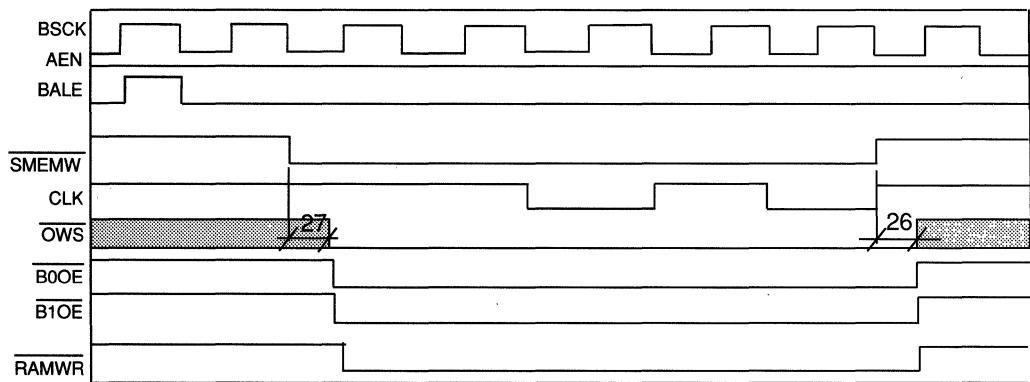 BSCK
AEN
BALE
SMEMW
CLK
OWS
27
26
B0OE
B1OE
RAMWR